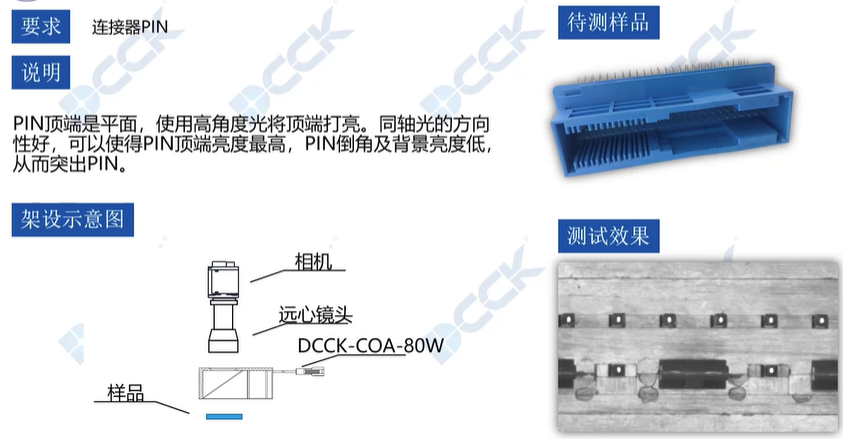 要求
连接器PIN
待测样品
说明
PIN顶端是平面，使用高角度光将顶端打亮。同轴光的方向
性好，可以使得PIN顶端亮度最高，PIN倒角及背景亮度低，
从而突出PIN。
架设示意图
测试效果
相机
远心镜头
DCCK-COA-80W
样品
DCCK
DCCK
DCCK
DCCK